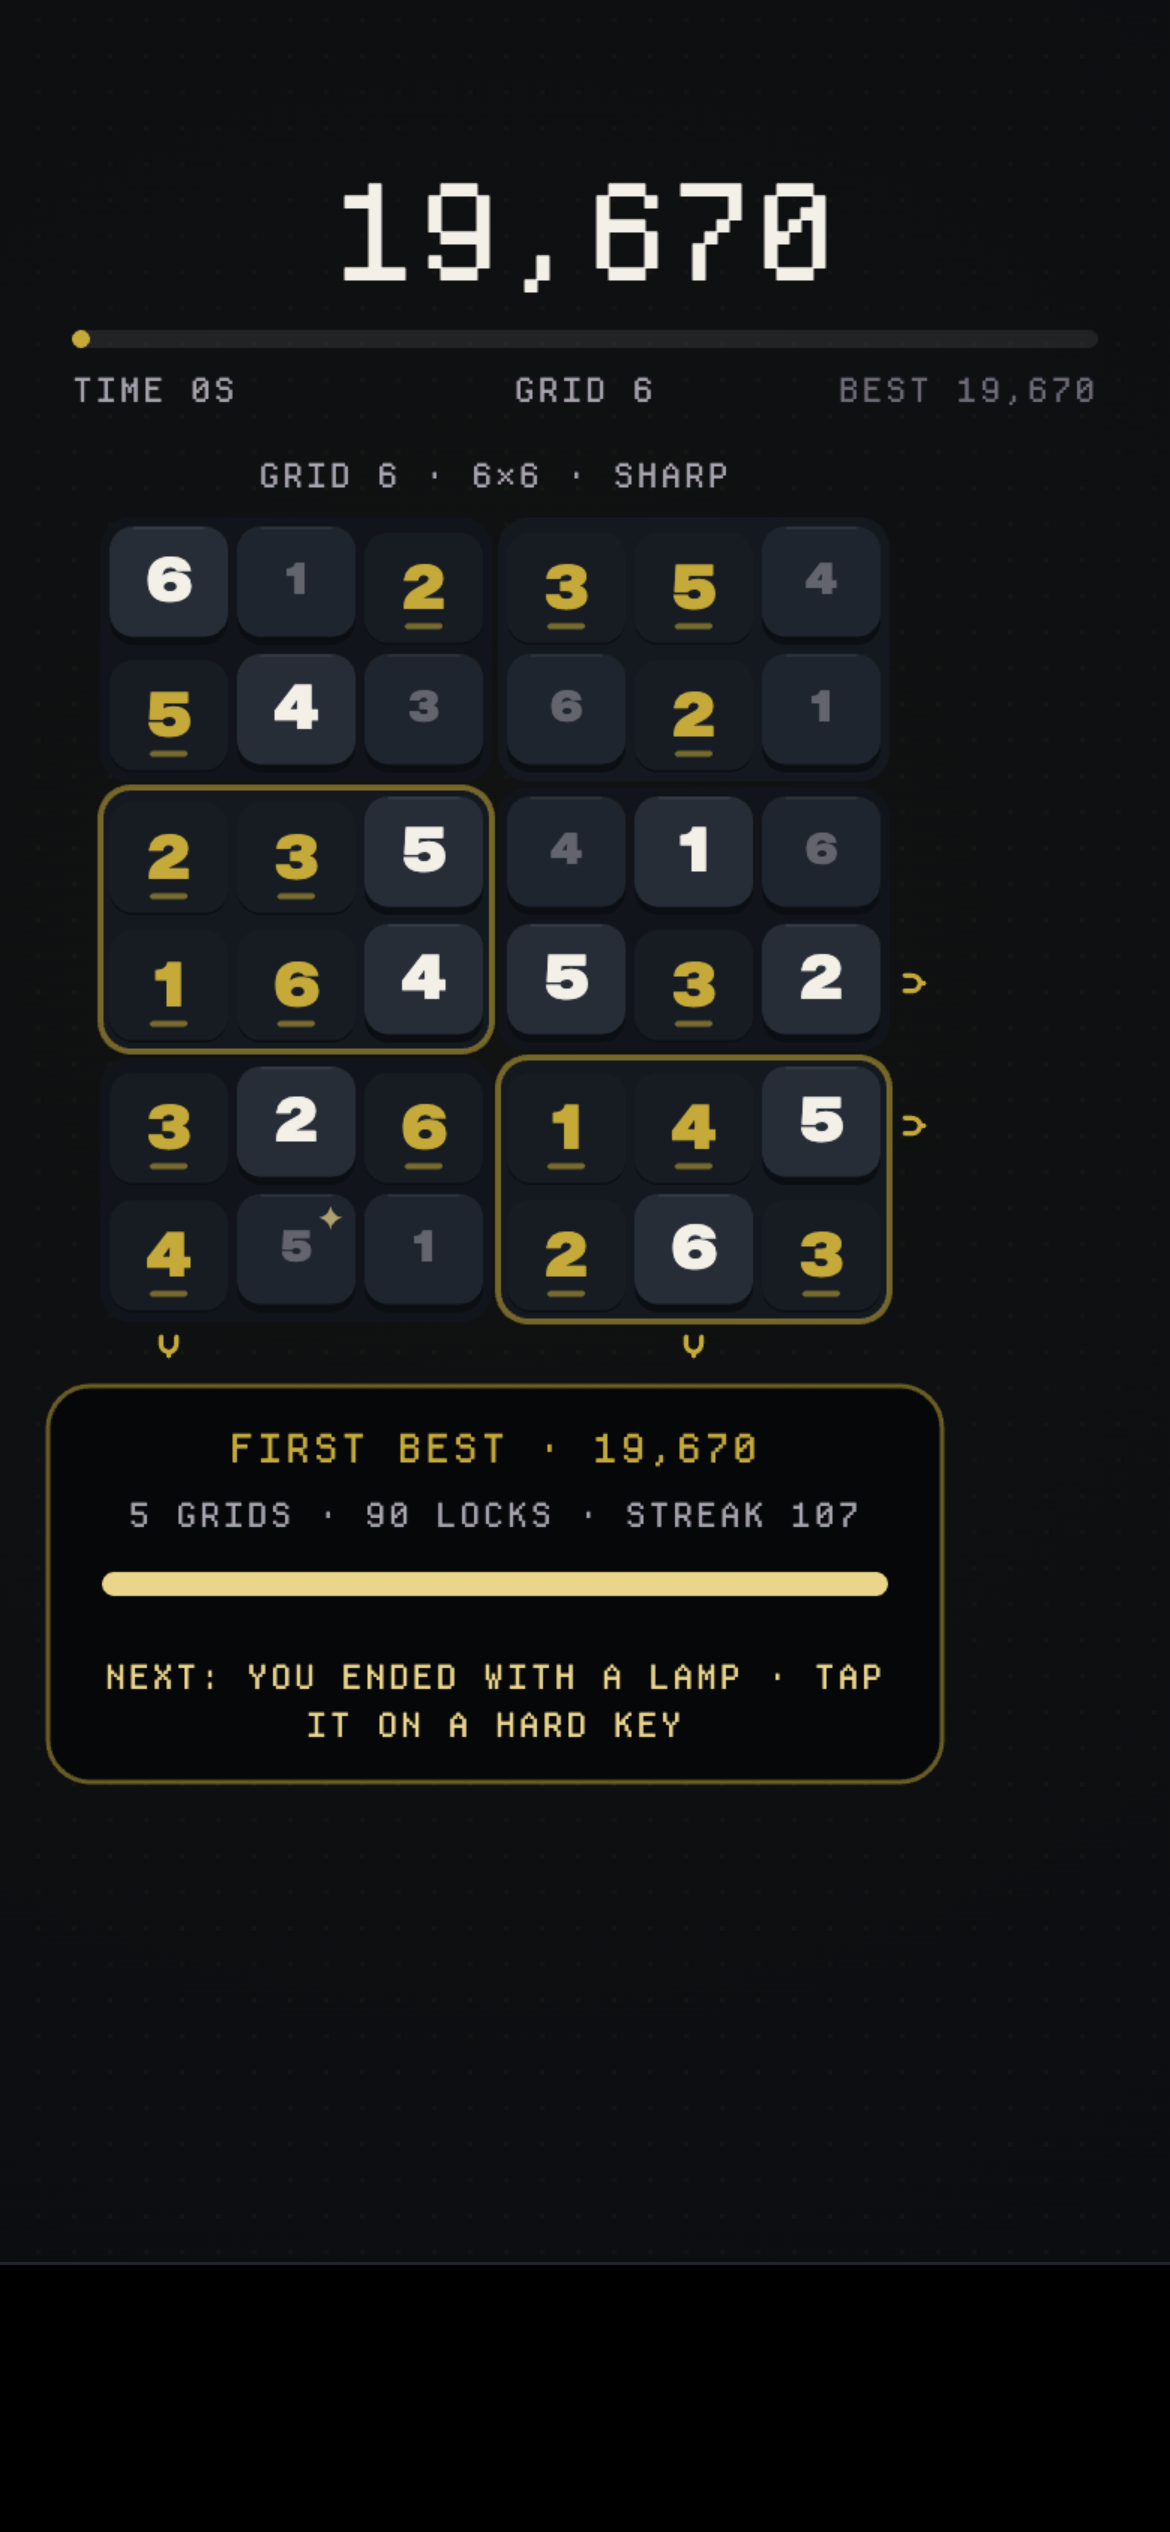 19,670
TIME 0S GRID 6 BEST 19,670
GRID 6 · 6×6 · SHARP
6 1 2 3 5 4
5 4 3 6 2 1
2 3 5 4 1 6
1 6 4 5 3 2
3 2 6 1 4 5
4 5 1 2 6 3
FIRST BEST · 19,670
5 GRIDS · 90 LOCKS · STREAK 107
NEXT: YOU ENDED WITH A LAMP · TAP
IT ON A HARD KEY